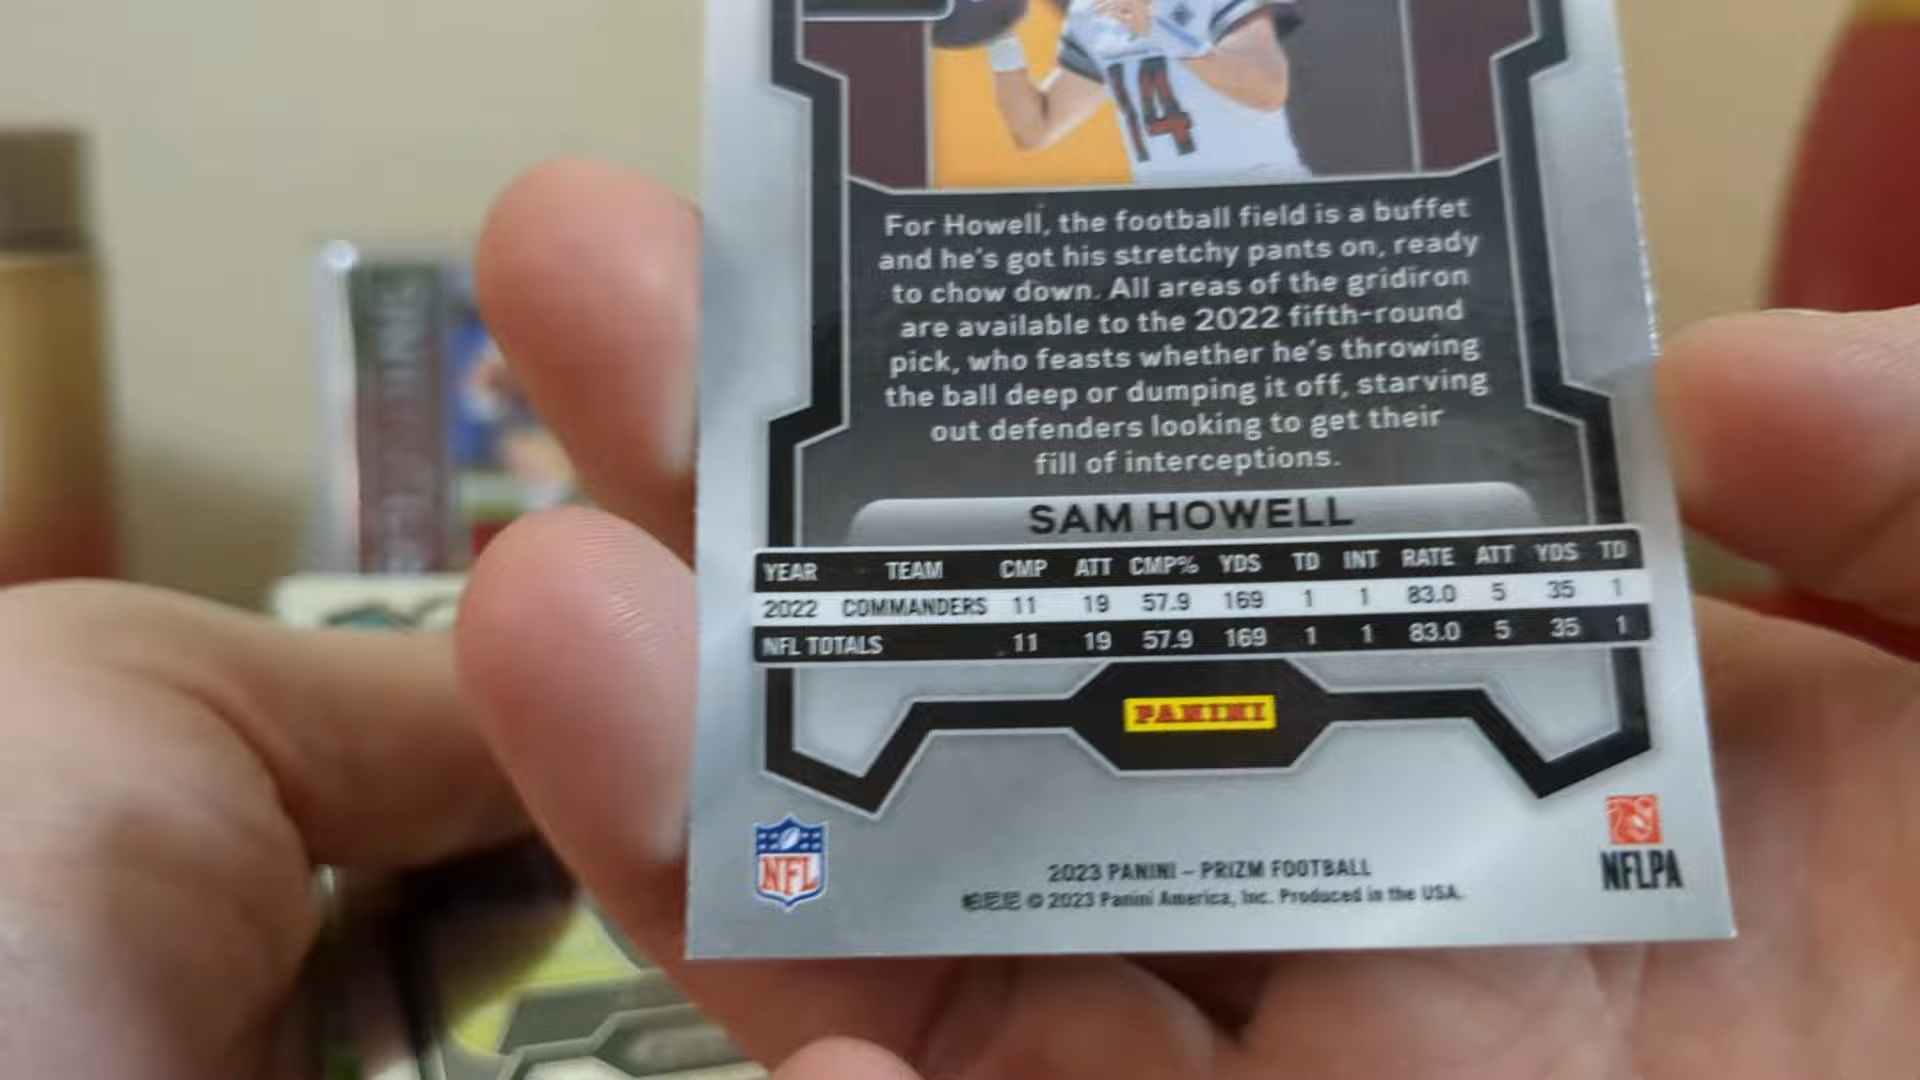 14
For Howell, the football field is a buffet
and he's got his stretchy pants on, ready
to chow down. All areas of the gridiron
are available to the 2022 fifth-round
pick, who feasts whether he's throwing
the ball deep or dumping it off, starving
out defenders looking to get their
fill of interceptions.
SAM HOWELL
YEAR TEAM CMP ATT CMP% YDS TD INT RATE ATT YDS TD
2022 COMMANDERS 11 19 57.9 169 1 1 83.0 5 35 1
NFL TOTALS 11 19 57.9 169 1 1 83.0 5 35 1
PANINI
NFL
NFLPA
2023 PANINI – PRIZM FOOTBALL
帕尼尼 © 2023 Panini America, Inc. Produced in the USA.